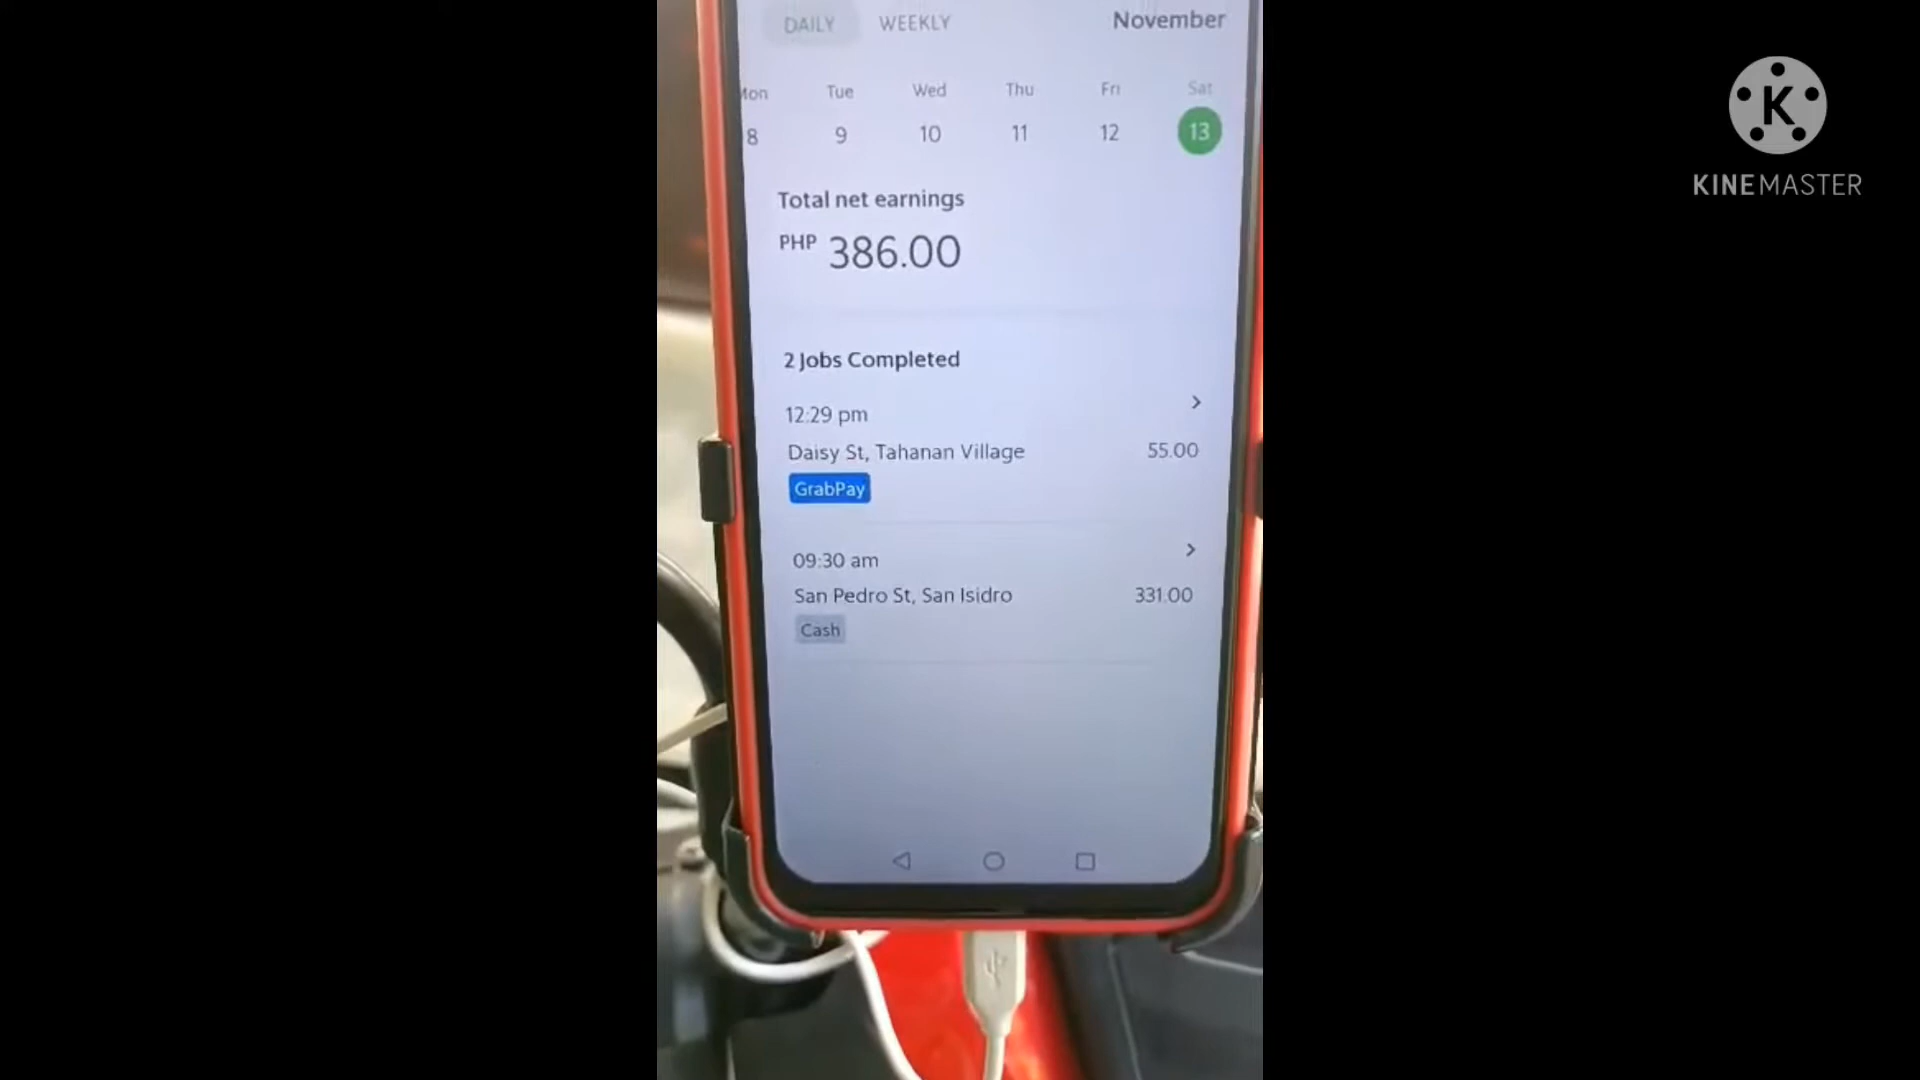 DAILY WEEKLY November
Mon Tue Wed Thu Fri Sat
8 9 10 11 12 13
Total net earnings
PHP 386.00
2 Jobs Completed
12:29 pm
Daisy St, Tahanan Village 55.00
GrabPay
09:30 am
San Pedro St, San Isidro 331.00
Cash
K
KINEMASTER